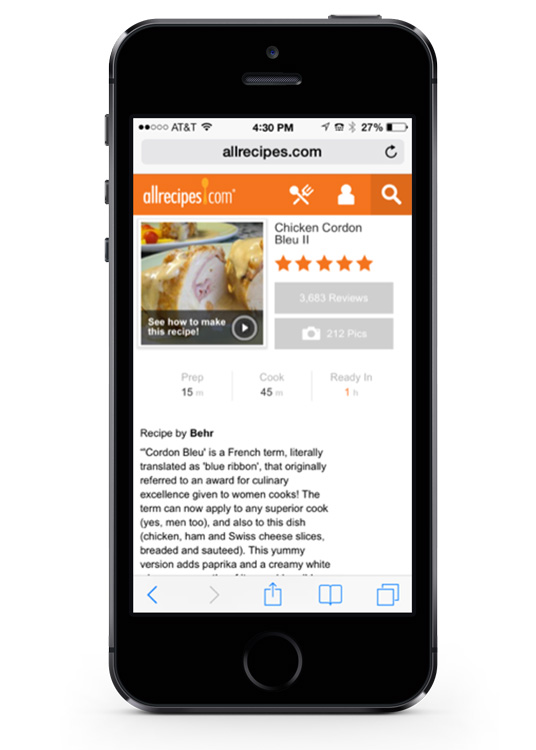 AT&T 4:30 PM 27%
allrecipes.com
allrecipes.com
Chicken Cordon
Bleu II
3,683 Reviews
See how to make
this recipe!
212 Pics
Prep Cook Ready In
15 m 45 m 1 h
Recipe by Behr
"'Cordon Bleu' is a French term, literally
translated as 'blue ribbon', that originally
referred to an award for culinary
excellence given to women cooks! The
term can now apply to any superior cook
(yes, men too), and also to this dish
(chicken, ham and Swiss cheese slices,
breaded and sauteed). This yummy
version adds paprika and a creamy white